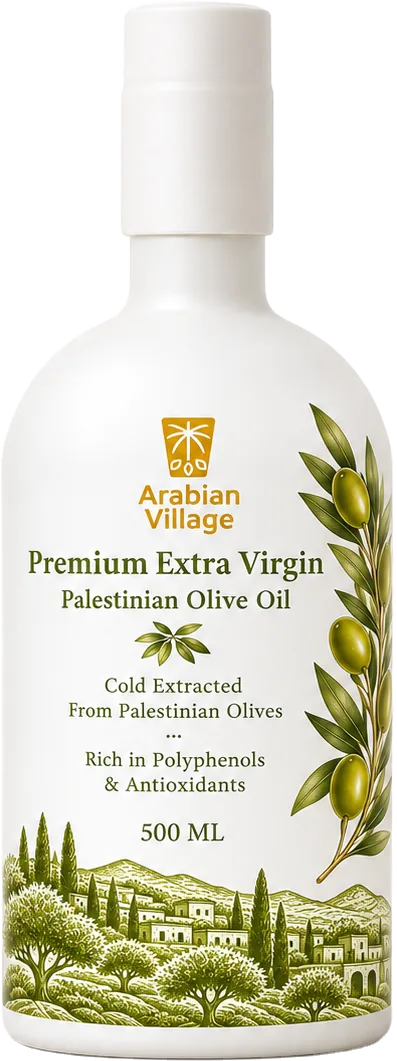 Arabian
Village
Premium Extra Virgin
Palestinian Olive Oil
Cold Extracted
From Palestinian Olives
...
Rich in Polyphenols
& Antioxidants
500 ML